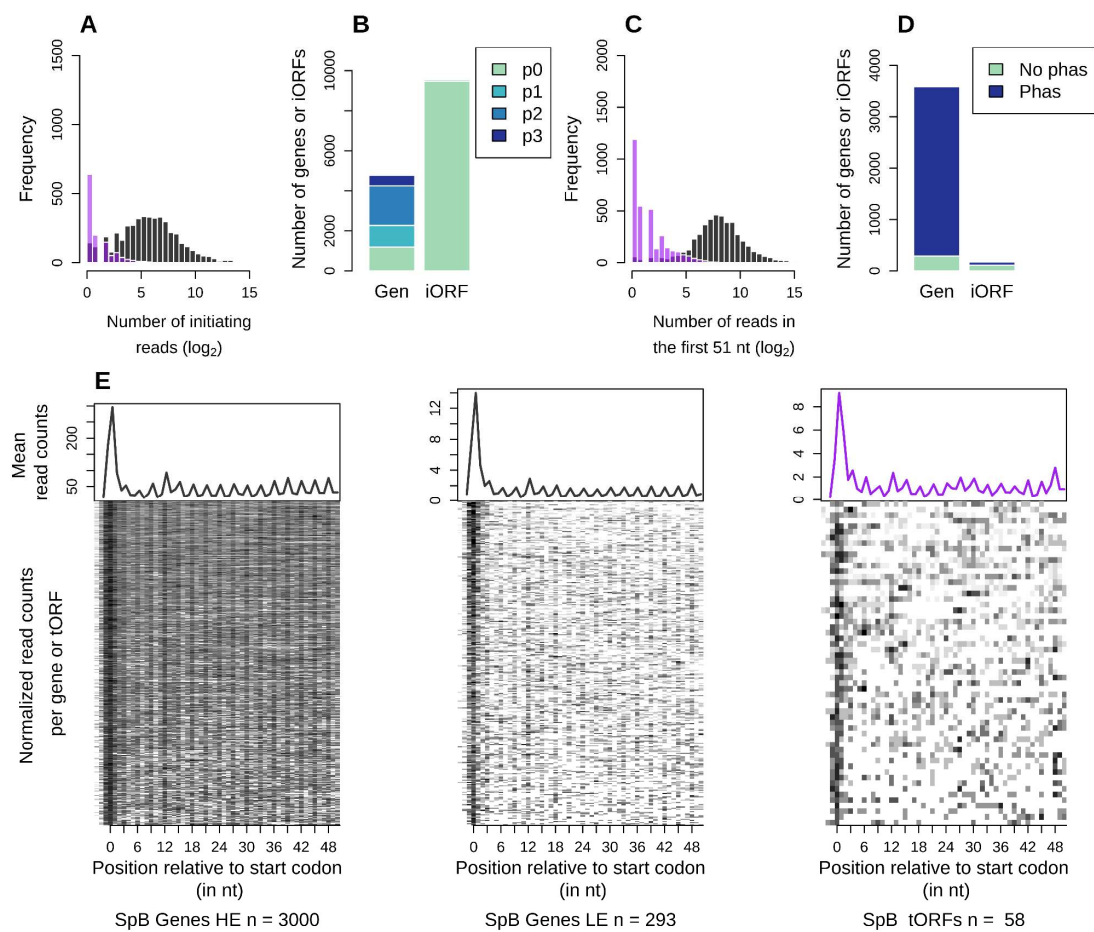 A
Frequency
0
500
1000
1500
0
5
10
15
Number of initiating
reads (log2)
B
Number of genes or iORFs
0
2000
6000
10000
Gen
iORF
p0
p1
p2
p3
C
Frequency
0
500
1000
1500
2000
0
5
10
15
Number of reads in
the first 51 nt (log2)
D
Number of genes or iORFs
0
1000
2000
3000
4000
Gen
iORF
No phas
Phas
E
Mean
read counts
50
200
0
4
8
12
0
2
4
6
8
Normalized read counts
per gene or tORF
0 6 12 18 24 30 36 42 48
Position relative to start codon
(in nt)
SpB Genes HE n = 3000
0 6 12 18 24 30 36 42 48
Position relative to start codon
(in nt)
SpB Genes LE n = 293
0 6 12 18 24 30 36 42 48
Position relative to start codon
(in nt)
SpB tORFs n = 58